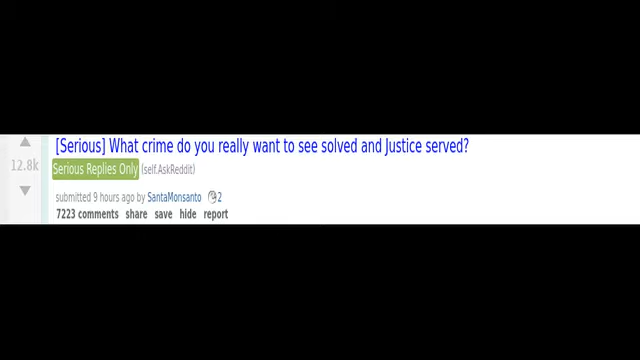 [Serious] What crime do you really want to see solved and Justice served?
12.8k
Serious Replies Only (self.AskReddit)
submitted 9 hours ago by SantaMonsanto 2
7223 comments share save hide report